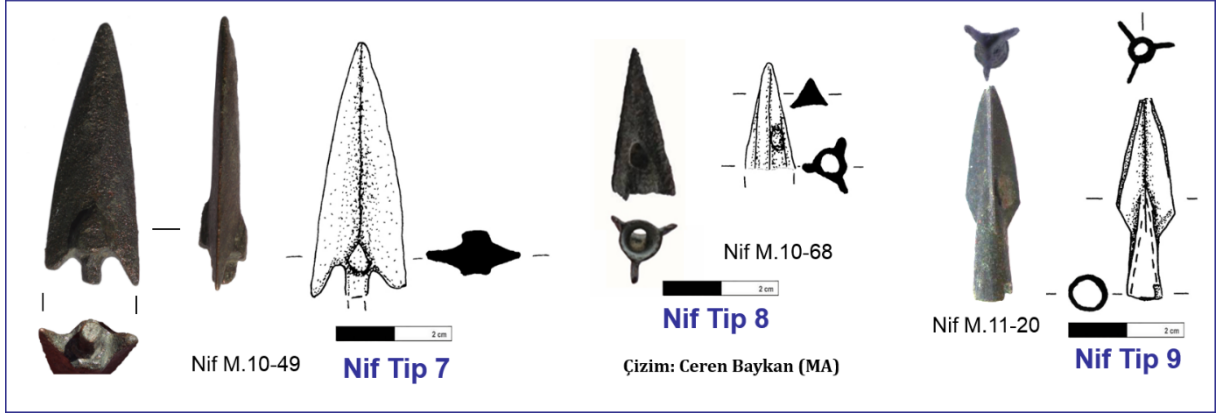 Nif M.10-49
2 cm
Nif Tip 7
Nif M.10-68
2 cm
Nif Tip 8
Çizim: Ceren Baykan (MA)
Nif M.11-20
2 cm
Nif Tip 9